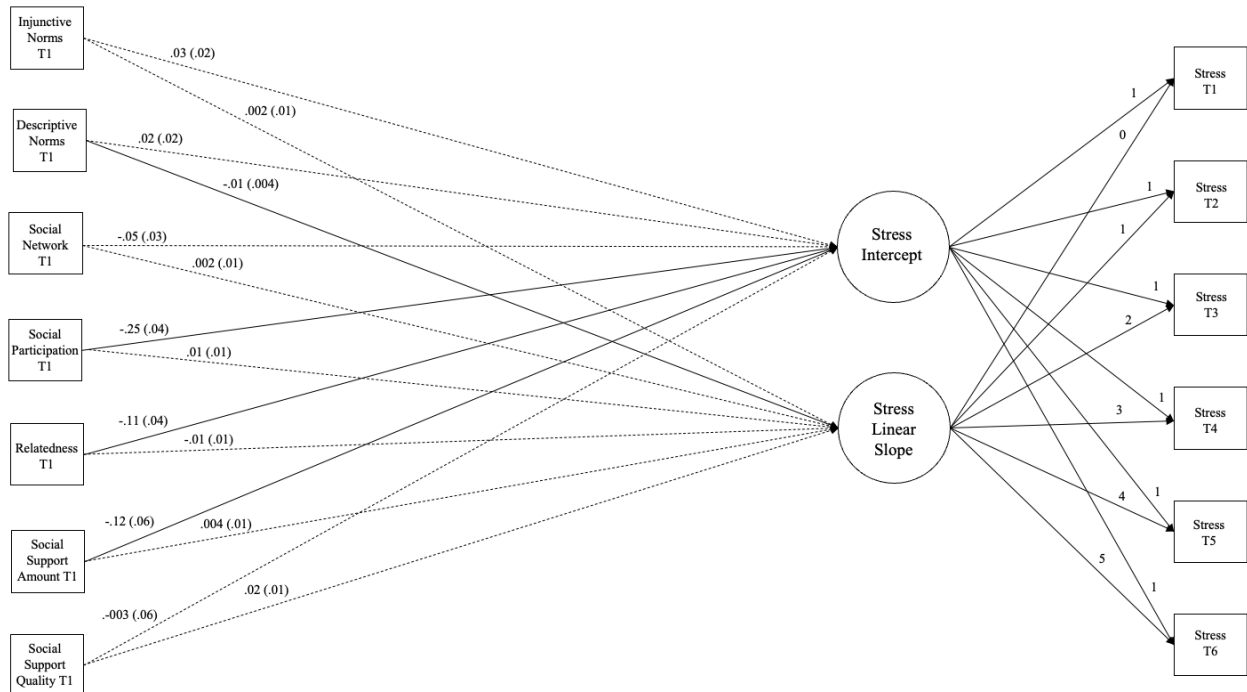 Injunctive
Norms
T1
.03 (.02)
.002 (.01)
Descriptive
Norms
T1
.02 (.02)
-.01 (.004)
Social
Network
T1
-.05 (.03)
.002 (.01)
Social
Participation
T1
-.25 (.04)
.01 (.01)
Relatedness
T1
-.11 (.04)
-.01 (.01)
Social
Support
Amount T1
-.12 (.06)
.004 (.01)
Social
Support
Quality T1
.-003 (.06)
.02 (.01)
Stress
Intercept
Stress
Linear
Slope
1
0
1
1
1
2
1
3
1
4
5
1
Stress
T1
Stress
T2
Stress
T3
Stress
T4
Stress
T5
Stress
T6